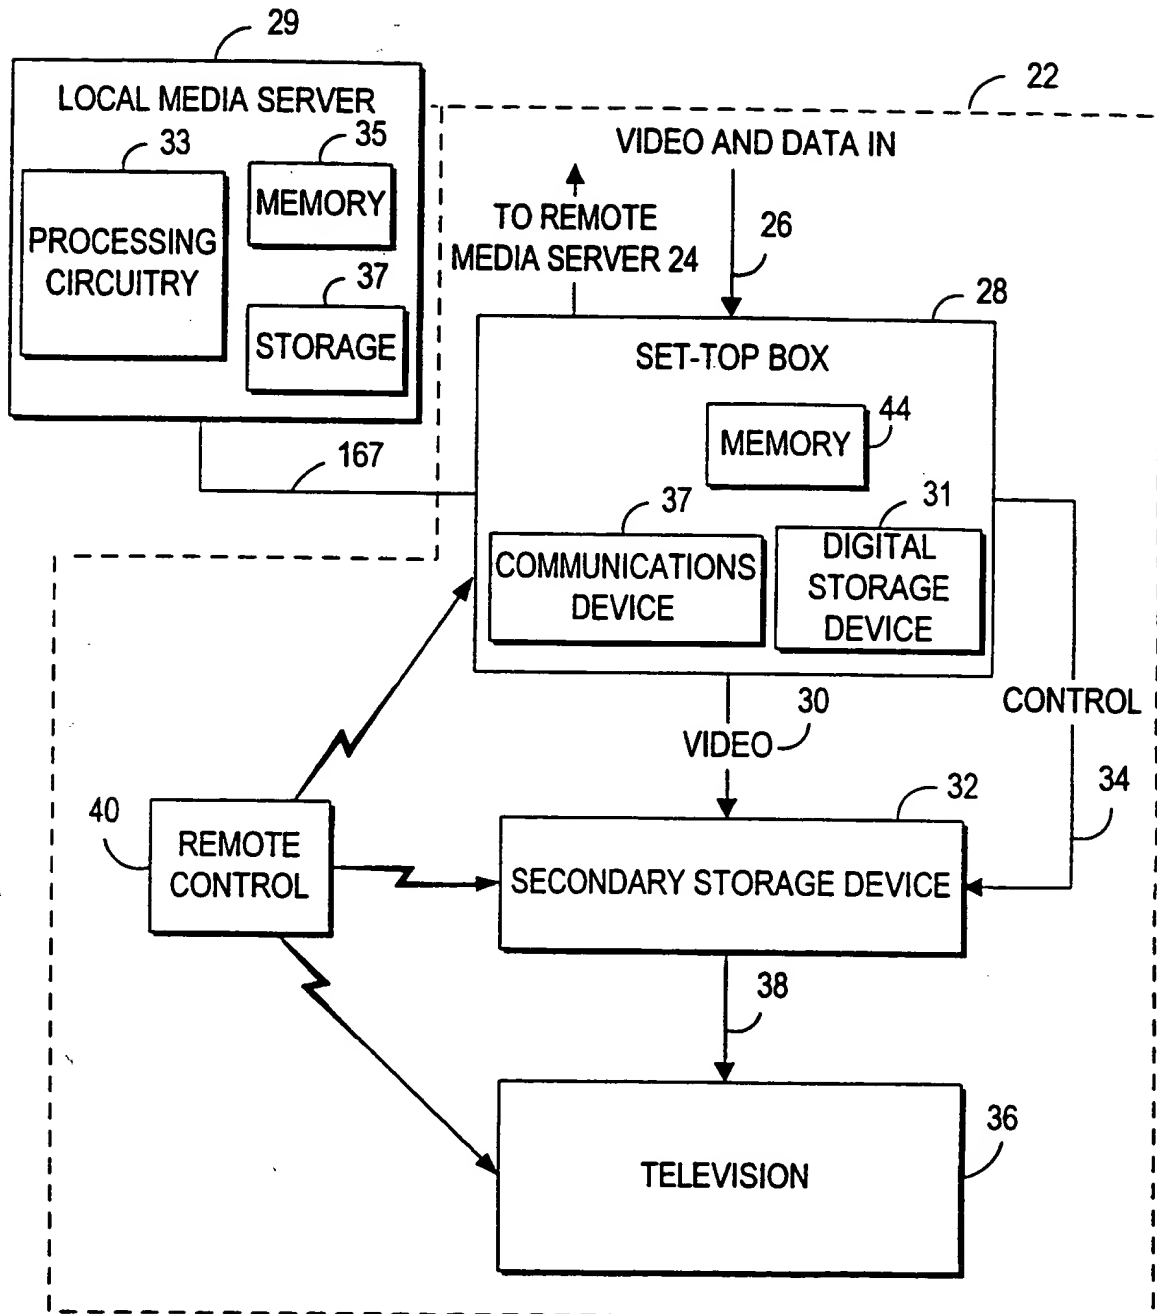 29
LOCAL MEDIA SERVER
33
PROCESSING
CIRCUITRY
35
MEMORY
37
STORAGE
167
22
VIDEO AND DATA IN
TO REMOTE
MEDIA SERVER 24
26
28
SET-TOP BOX
MEMORY
44
37
COMMUNICATIONS
DEVICE
31
DIGITAL
STORAGE
DEVICE
30
VIDEO
CONTROL
34
40
REMOTE
CONTROL
32
SECONDARY STORAGE DEVICE
38
36
TELEVISION